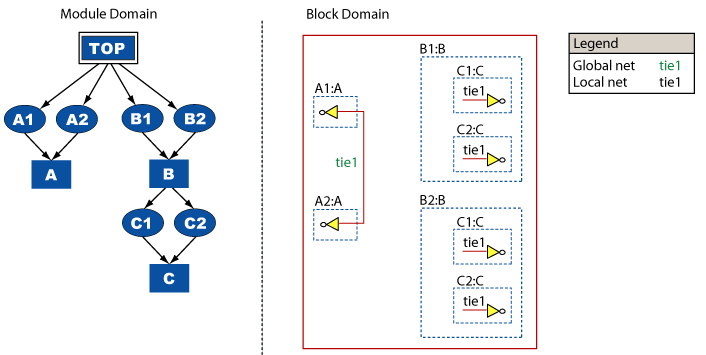 Module Domain
TOP
A1
A2
B1
B2
A
B
C1
C2
C
Block Domain
A1:A
tie1
A2:A
B1:B
C1:C
tie1
C2:C
tie1
B2:B
C1:C
tie1
C2:C
tie1
Legend
Global net tie1
Local net tie1